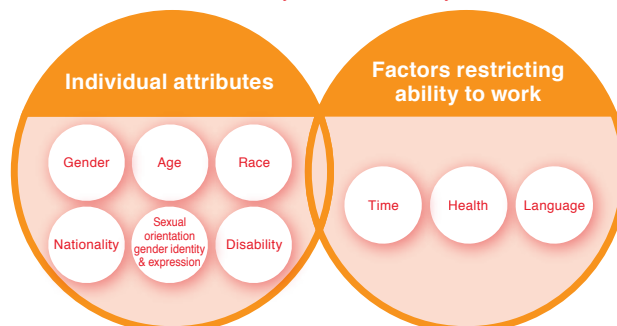 Individual attributes
Factors restricting
ability to work
Gender
Age
Race
Nationality
Sexual
orientation
gender identity
& expression
Disability
Time
Health
Language